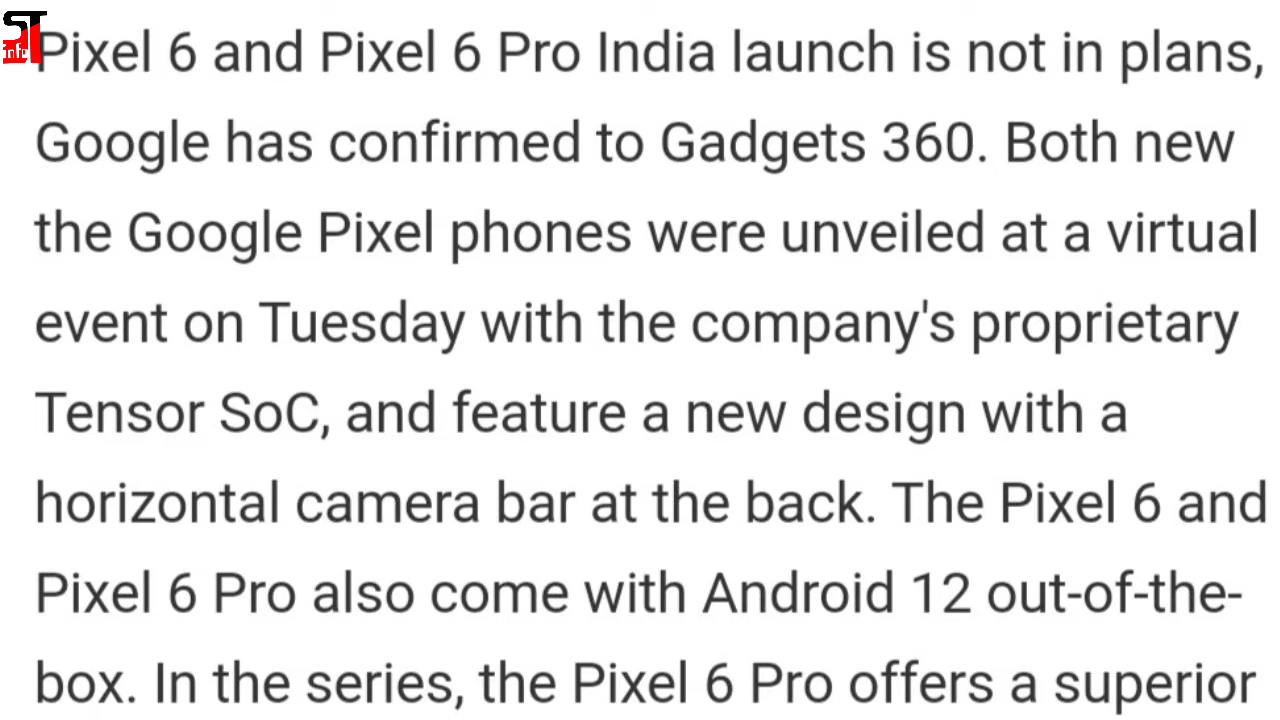 ST
info
Pixel 6 and Pixel 6 Pro India launch is not in plans,
Google has confirmed to Gadgets 360. Both new
the Google Pixel phones were unveiled at a virtual
event on Tuesday with the company's proprietary
Tensor SoC, and feature a new design with a
horizontal camera bar at the back. The Pixel 6 and
Pixel 6 Pro also come with Android 12 out-of-the-
box. In the series, the Pixel 6 Pro offers a superior